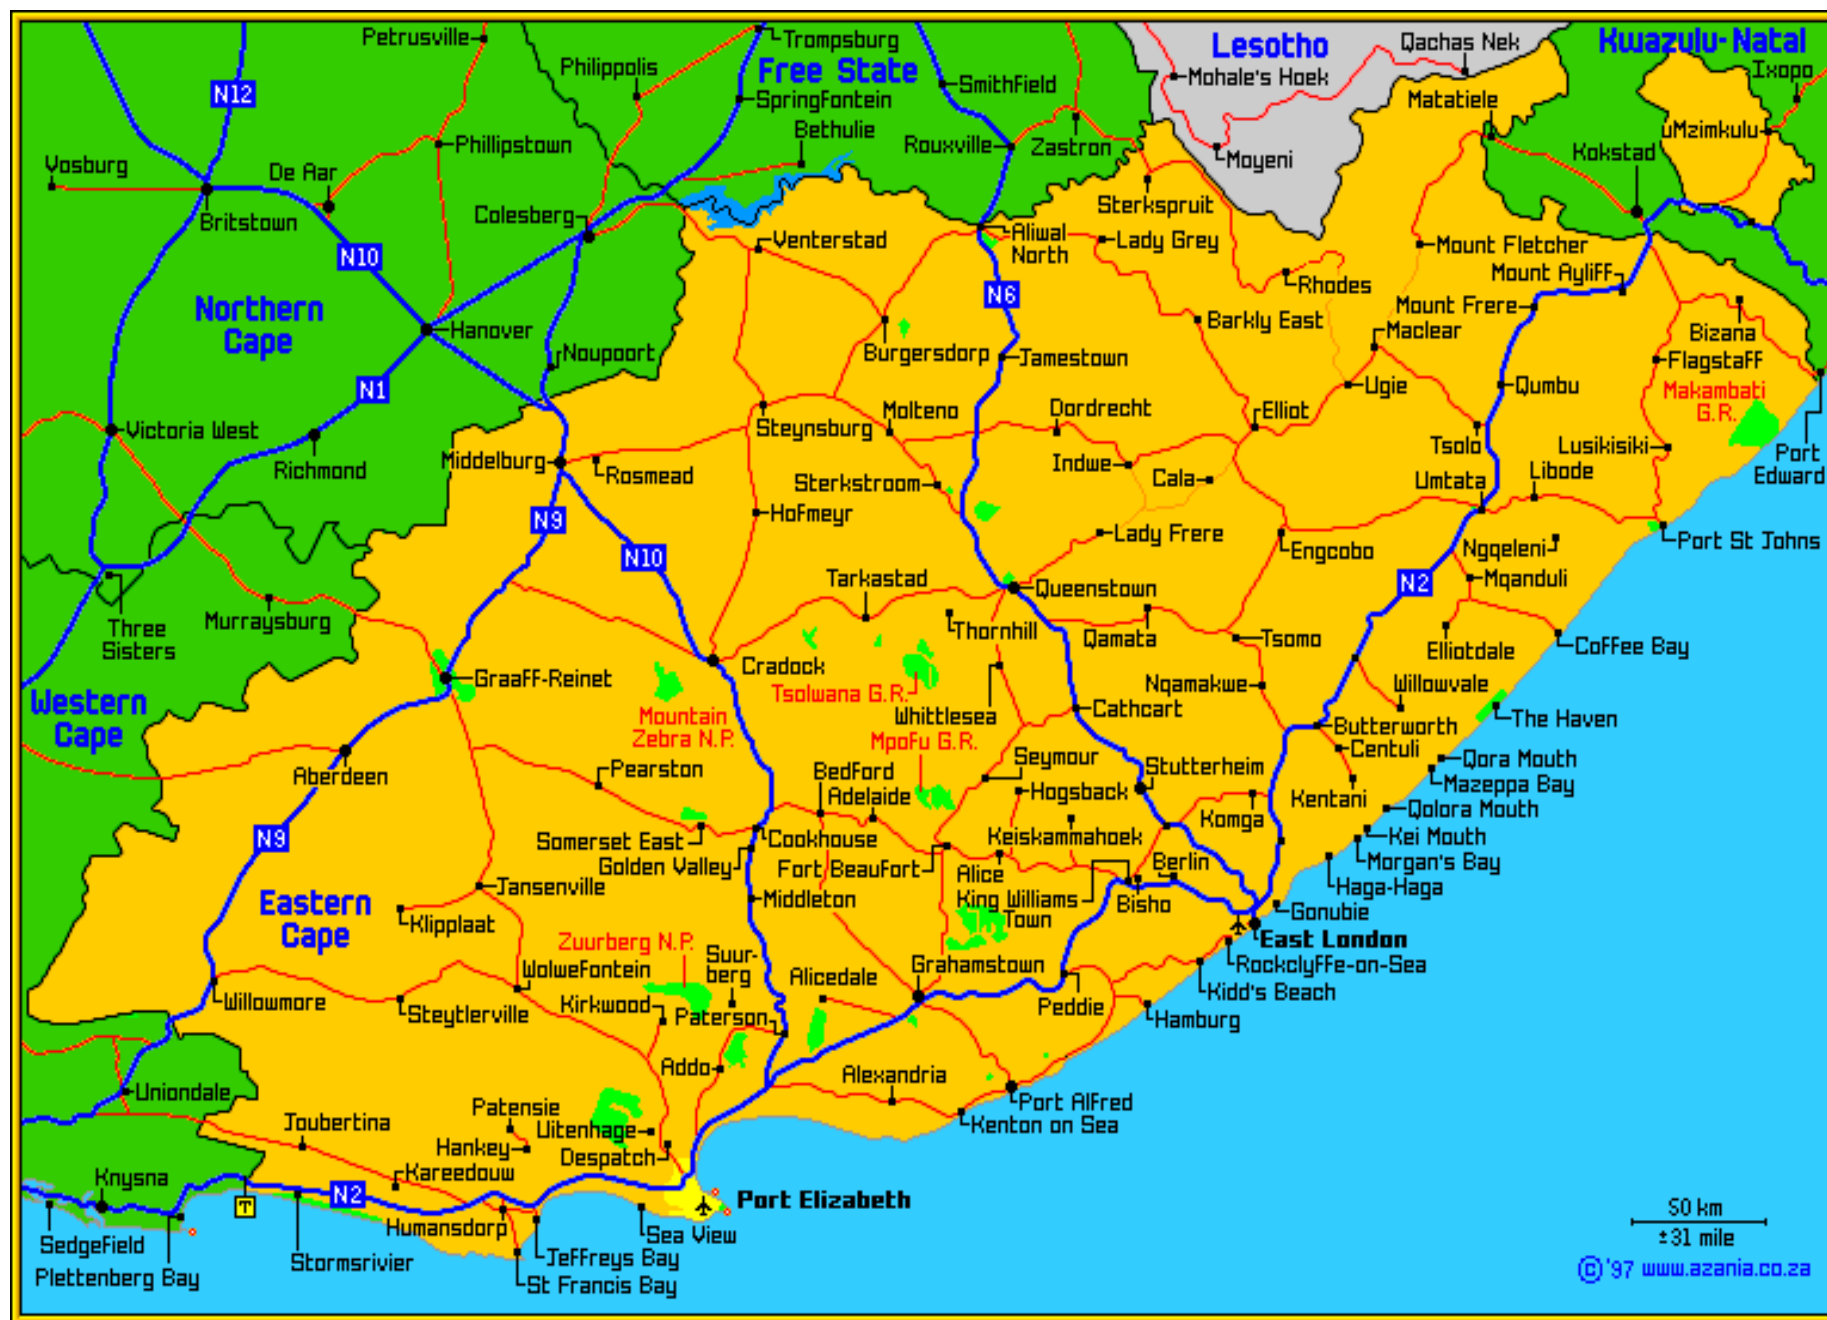 Petrusville
Trompsburg
Lesotho
Qachas Nek
Kwazulu-Natal
Philippolis
Free State
Mohale's Hoek
Ixopo
N12
SpringFontein
SmithField
Matatiele
Bethulie
uMzimkulu
Vosburg
De Aar
Phillipstown
Rouxville
Zastron
Moyeni
Kokstad
Britstown
Colesberg
Sterkspruit
N10
Venterstad
Aliwal
North
Lady Grey
Mount Fletcher
Mount AyliFF
Rhodes
N6
Northern
Cape
Hanover
Mount Frere
Barkly East
Maclear
Bizana
Noupoort
Burgersdorp
Jamestown
FlagstaFF
N1
Ugie
Qumbu
Makambati
G.R.
Molteno
Dordrecht
Elliot
Victoria West
Steynsburg
Tsolo
Lusikisiki
Port
Edward
Richmond
Middelburg
Rosmead
Indwe
Cala
Libode
Sterkstroom
Umtata
N9
HoFmeyr
Lady Frere
Engcobo
Ngqeleni
Port St Johns
N10
Tarkastad
Queenstown
N2
Mqanduli
Three
Sisters
Murraysburg
Thornhill
Qamata
Tsomo
Elliotdale
Coffee Bay
Cradock
GraaFF-Reinet
Tsolwana G.R.
Nqamakwe
Willowvale
Western
Cape
Mountain
Zebra N.P.
Whittlesea
Cathcart
The Haven
MpoFu G.R.
Butterworth
Centuli
Aberdeen
Pearston
BedFord
Adelaide
Seymour
Stutterheim
Qora Mouth
Mazeppa Bay
Hogsback
Kentani
Qolora Mouth
Komga
N9
Somerset East
Cookhouse
Keiskammahoek
Kei Mouth
Golden Valley
Fort BeauFort
Alice
Berlin
Morgan's Bay
Jansenville
Middleton
King Williams
Town
Bisho
Haga-Haga
Eastern
Cape
Klipplaat
Gonubie
Zuurberg N.P.
Suur-
berg
East London
WolweFontein
Alicedale
Grahamstown
RockclyFFe-on-Sea
Willowmore
Steytlerville
Kirkwood
Paterson
Peddie
Kidd's Beach
Hamburg
Addo
Alexandria
Uniondale
Patensie
Port AlFred
Joubertina
Uitenhage
Kenton on Sea
Hankey
Despatch
Knysna
Kareedouw
N2
T
Port Elizabeth
50 km
Humansdorp
Sea View
±31 mile
SedgeField
Stormsrivier
JeFFreys Bay
Plettenberg Bay
St Francis Bay
© '97 www.azania.co.za